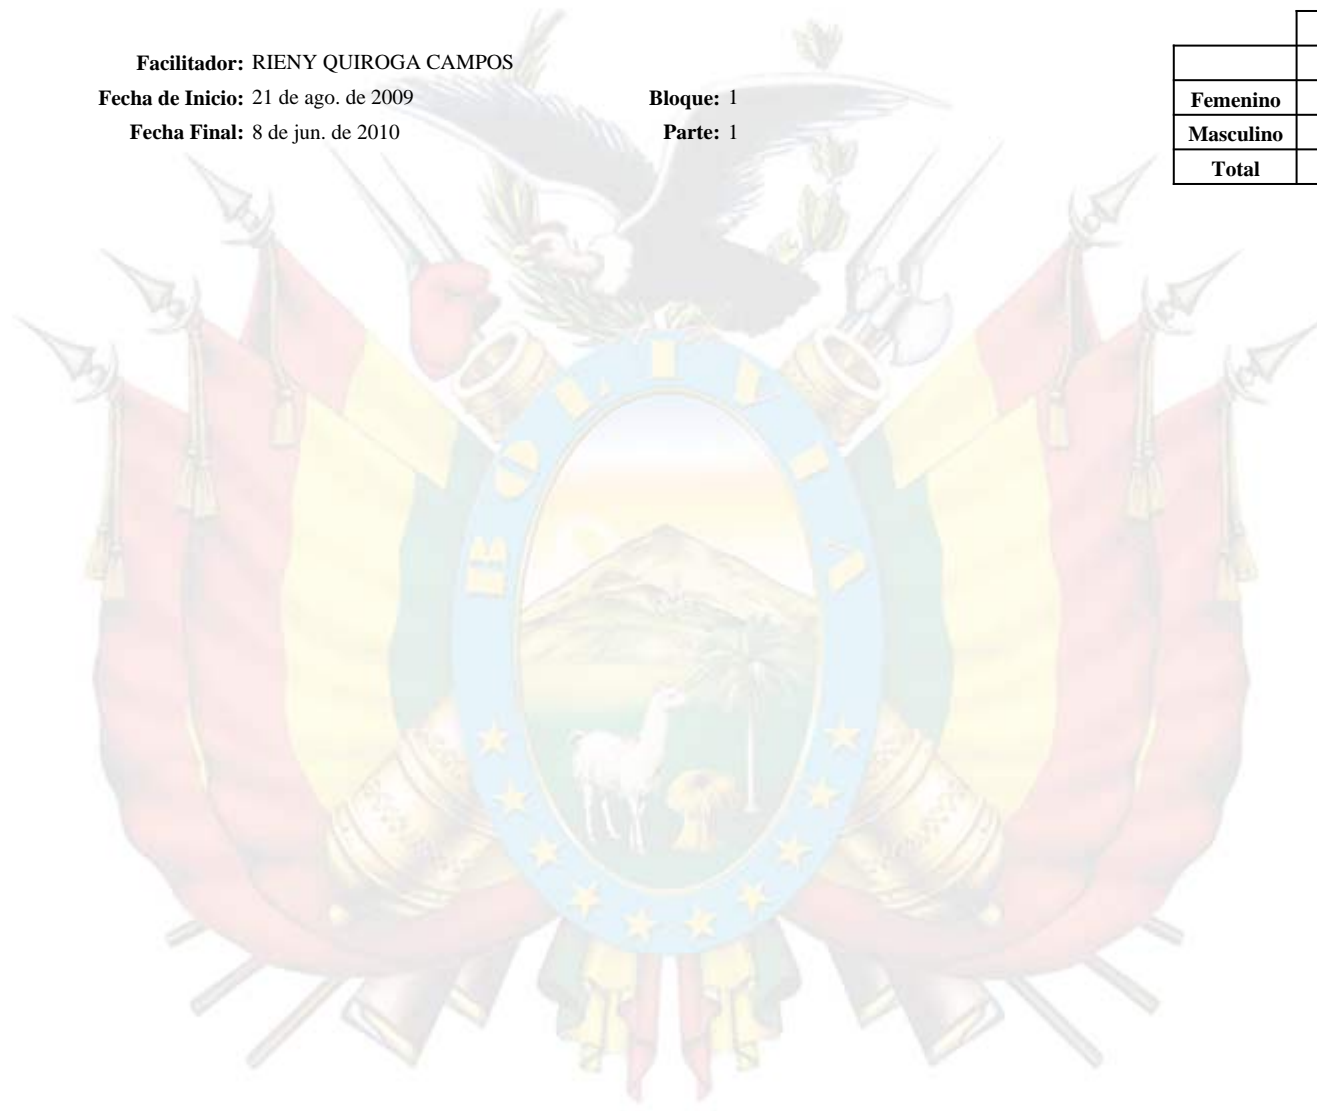 Facilitador: RIENY QUIROGA CAMPOS
Fecha de Inicio: 21 de ago. de 2009 Bloque: 1
Fecha Final: 8 de jun. de 2010 Parte: 1
Femenino
Masculino
Total
BOLIVIA